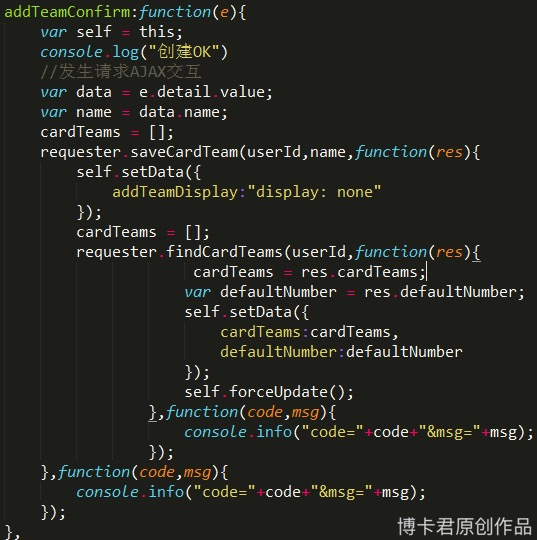 addTeamConfirm:function(e){
var self = this;
console.log("创建OK")
//发生请求AJAX交互
var data = e.detail.value;
var name = data.name;
cardTeams = [];
requester.saveCardTeam(userId,name,function(res){
self.setData({
addTeamDisplay:"display: none"
});
cardTeams = [];
requester.findCardTeams(userId,function(res){
cardTeams = res.cardTeams;
var defaultNumber = res.defaultNumber;
self.setData({
cardTeams:cardTeams,
defaultNumber:defaultNumber
});
self.forceUpdate();
},function(code,msg){
console.info("code="+code+"&msg="+msg);
});
},function(code,msg){
console.info("code="+code+"&msg="+msg);
});
},
博卡君原创作品